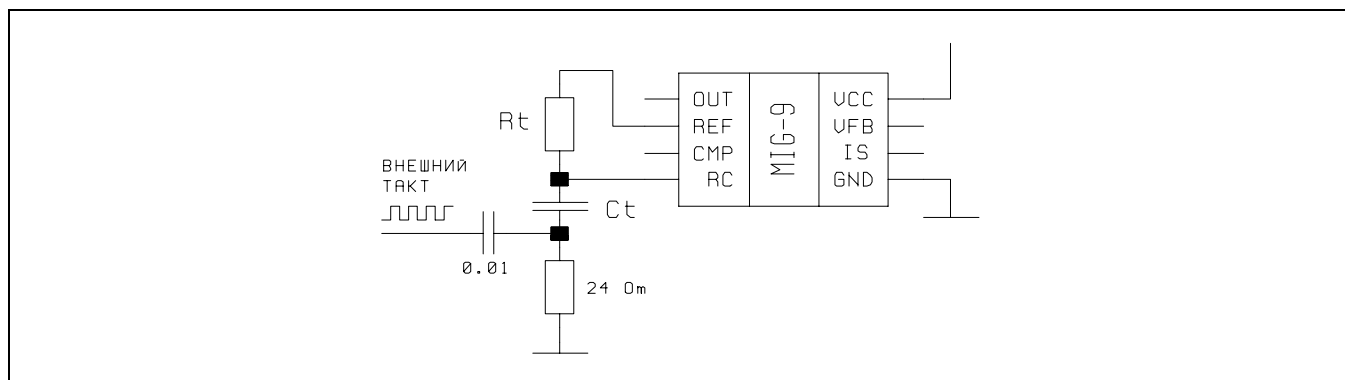 OUT
VCC
Rt
REF
MIG-9
VFB
CMP
IS
ВНЕШНИЙ
ТАКТ
RC
GND
Ct
0.01
24 Om